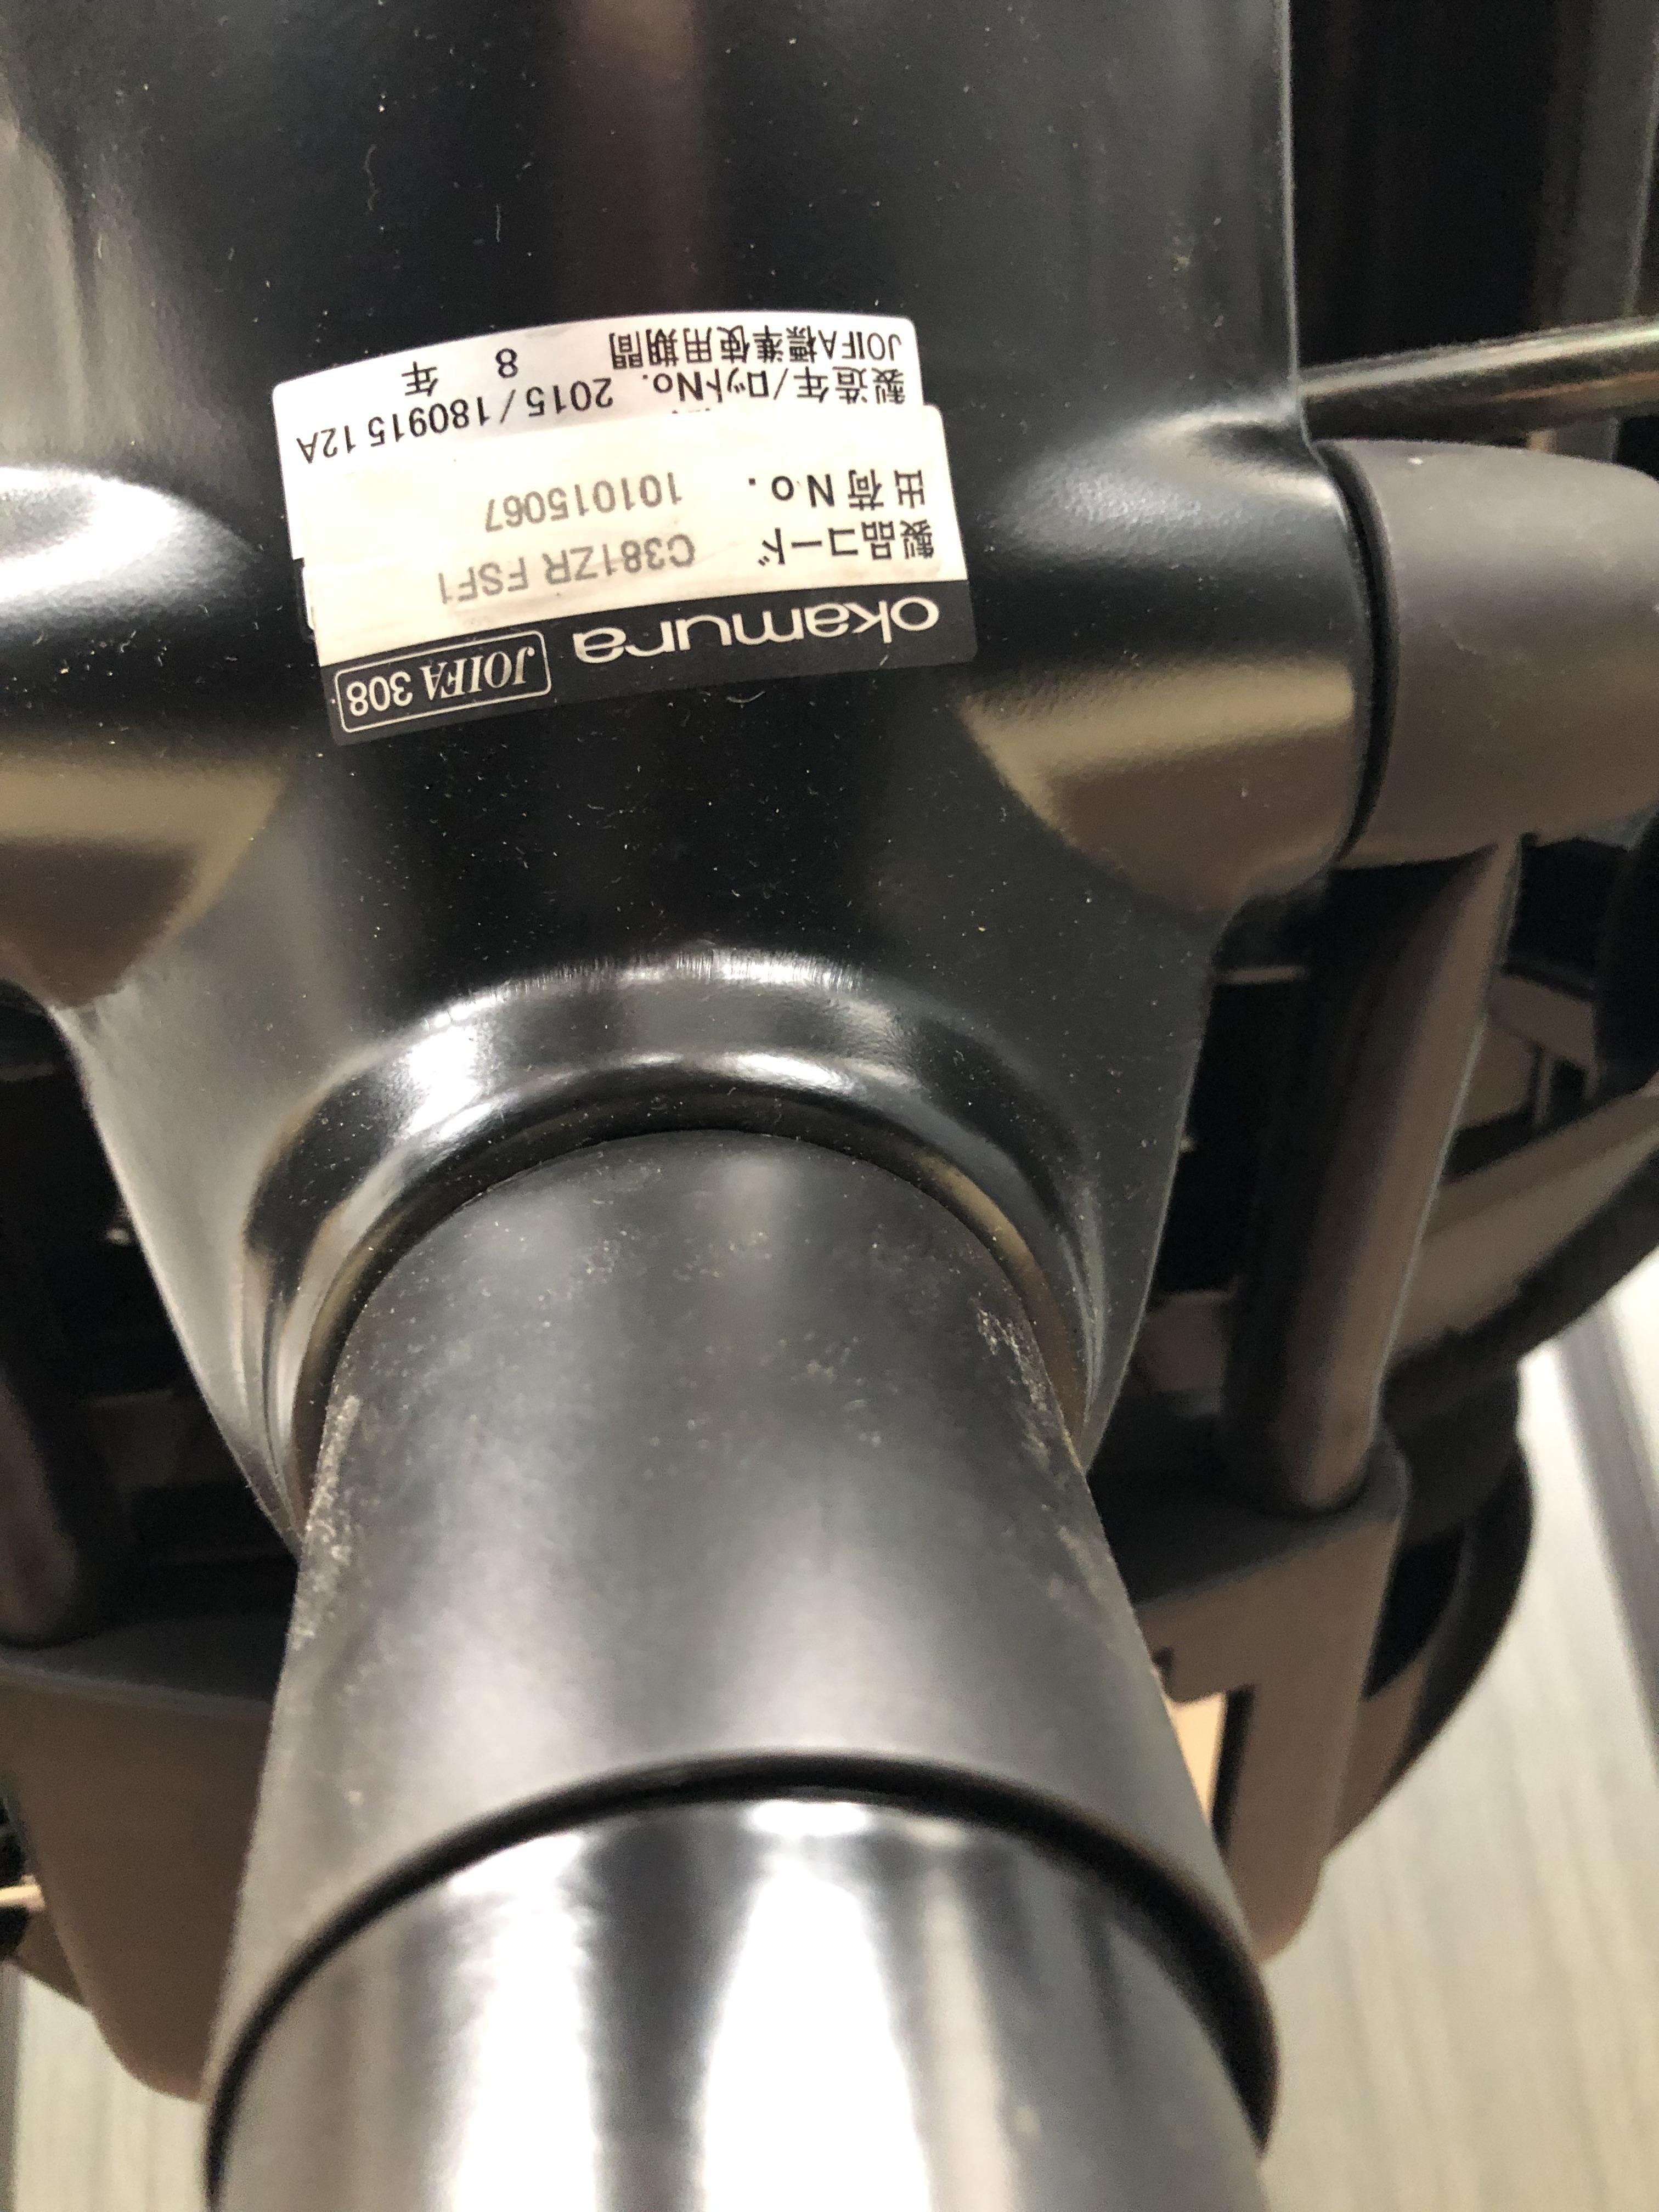 okamura JOIFA 308
製品コード C381ZR FSF1
出荷No. 101015067
製造年/ロットNo. 2015/180915 12A
JOIFA標準使用期間 8 年